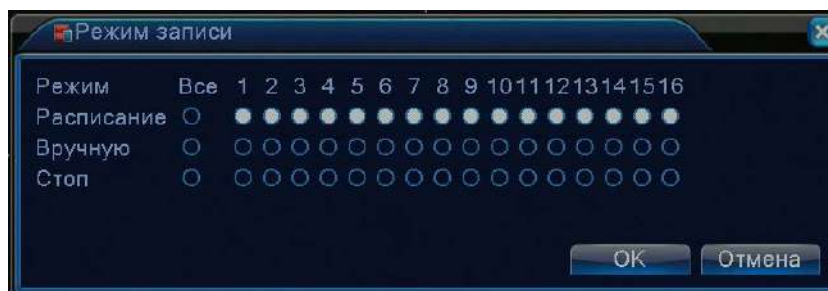 Режим записи
Режим Все 1 2 3 4 5 6 7 8 9 10 11 12 13 14 15 16
Расписание
Вручную
Стоп
OK Отмена